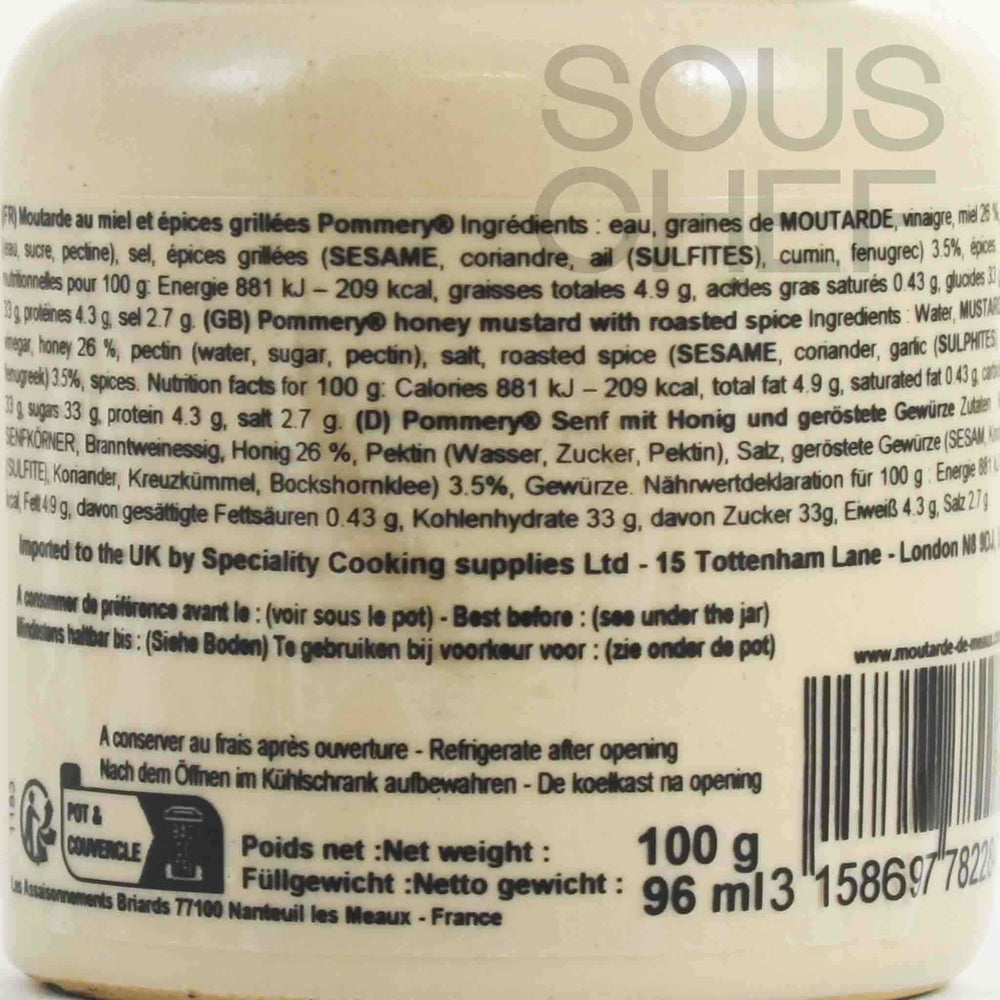 SOUS
CHEF
(FR) Moutarde au miel et épices grillées Pommery® Ingrédients : eau, graines de MOUTARDE, vinaigre, miel 26 %,
eau, sucre, pectine), sel, épices grillées (SESAME, coriandre, ail (SULFITES), cumin, fenugrec) 3.5%, épices.
nutritionnelles pour 100 g: Energie 881 kJ – 209 kcal, graisses totales 4.9 g, acides gras saturés 0.43 g, glucides 33
33 g, protéines 4.3 g, sel 2.7 g. (GB) Pommery® honey mustard with roasted spice Ingredients : Water,
vinegar, honey 26 %, pectin (water, sugar, pectin), salt, roasted spice (SESAME, coriander, garlic (SULPHITES)
fenugreek) 3.5%, spices. Nutrition facts for 100 g: Calories 881 kJ – 209 kcal, total fat 4.9 g, saturated fat 0.43 g,
33 g, sugars 33 g, protein 4.3 g, salt 2.7 g. (D) Pommery® Senf mit Honig und geröstete Gewürze Zutaten
SENFKÖRNER, Branntweinessig, Honig 26 %, Pektin (Wasser, Zucker, Pektin), Salz, geröstete Gewürze (SESAM,
(SULFITE), Koriander, Kreuzkümmel, Bockshornklee) 3.5%, Gewürze. Nährwertdeklaration für 100 g : Energie 881
kcal, Fett 4.9 g, davon gesättigte Fettsäuren 0.43 g, Kohlenhydrate 33 g, davon Zucker 33g, Eiweiß 4.3 g, Salz 2.7 g
Imported to the UK by Speciality Cooking supplies Ltd - 15 Tottenham Lane - London N8 9DJ,
A consommer de préférence avant le : (voir sous le pot) - Best before : (see under the jar)
Mindestens haltbar bis : (Siehe Boden) Te gebruiken bij voorkeur voor : (zie onder de pot)
www.moutarde-de-meaux.
A conserver au frais après ouverture - Refrigerate after opening
Nach dem Öffnen im Kühlschrank aufbewahren - De koelkast na opening
1183
POT &
COUVERCLE
Poids net :Net weight : 100 g
Füllgewicht :Netto gewicht : 96 ml
3 158697 7822
Les Assaisonnements Briards 77100 Nanteuil les Meaux - France